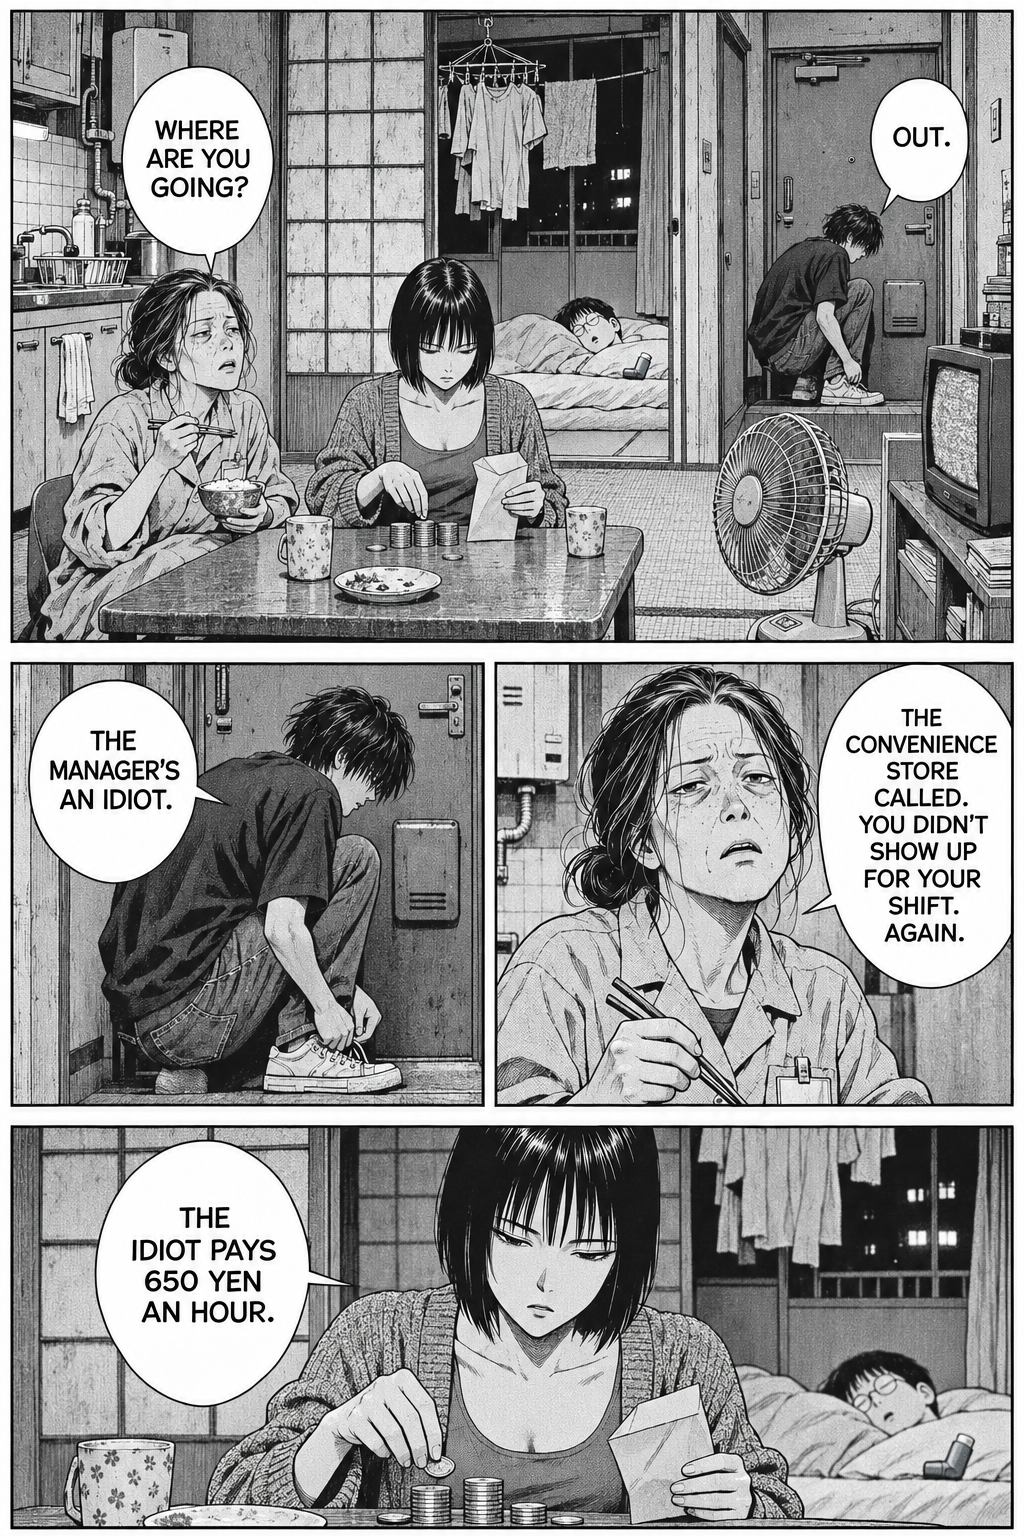 WHERE
ARE YOU
GOING?
OUT.
THE
MANAGER'S
AN IDIOT.
THE
CONVENIENCE
STORE
CALLED.
YOU DIDN'T
SHOW UP
FOR YOUR
SHIFT.
AGAIN.
THE
IDIOT PAYS
650 YEN
AN HOUR.